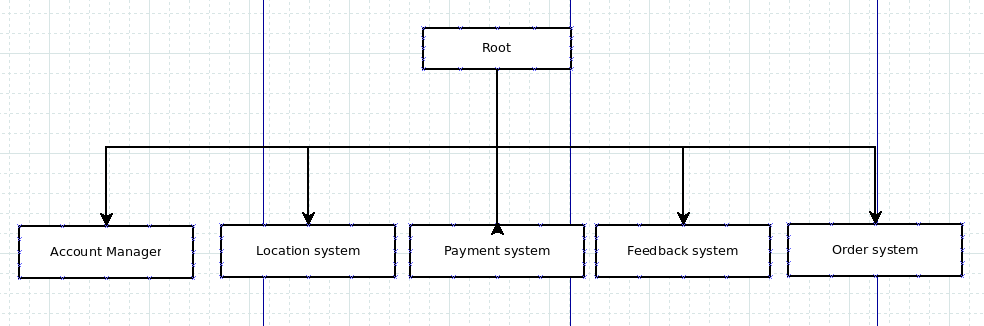 Root
Account Manager
Location system
Payment system
Feedback system
Order system